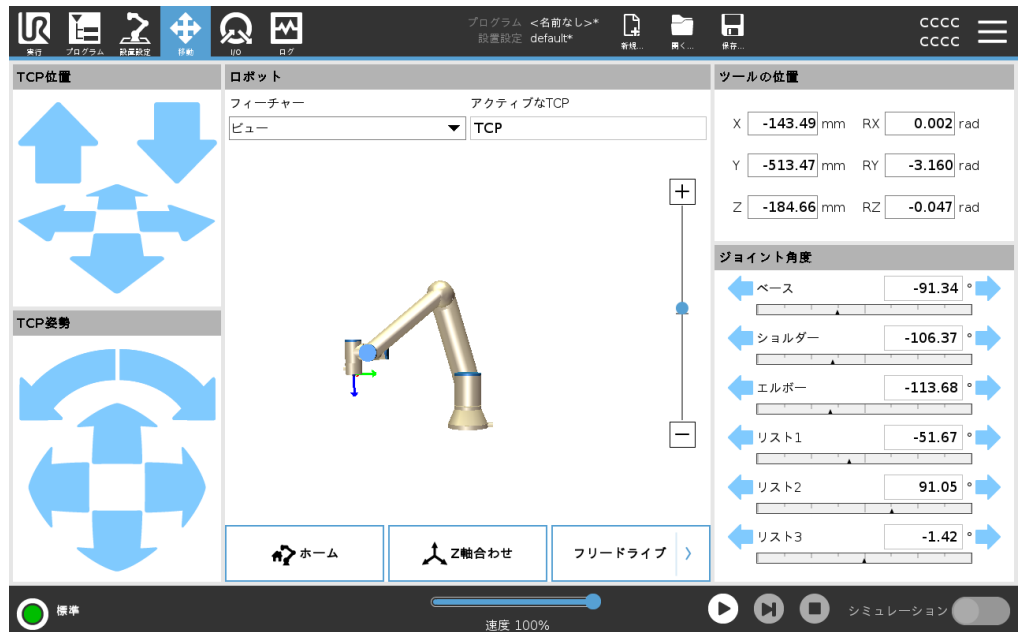 UR
実行
プログラム
設置設定
移動
I/O
ログ
プログラム <名前なし>*
設置設定 default*
新規...
開く...
保存...
CCCC
CCCC
TCP位置
TCP姿勢
ロボット
フィーチャー
アクティブなTCP
ビュー
TCP
ホーム
Z軸合わせ
フリードライブ
ツールの位置
X -143.49 mm RX 0.002 rad
Y -513.47 mm RY -3.160 rad
Z -184.66 mm RZ -0.047 rad
ジョイント角度
ベース -91.34 °
ショルダー -106.37 °
エルボー -113.68 °
リスト1 -51.67 °
リスト2 91.05 °
リスト3 -1.42 °
標準
速度 100%
シミュレーション